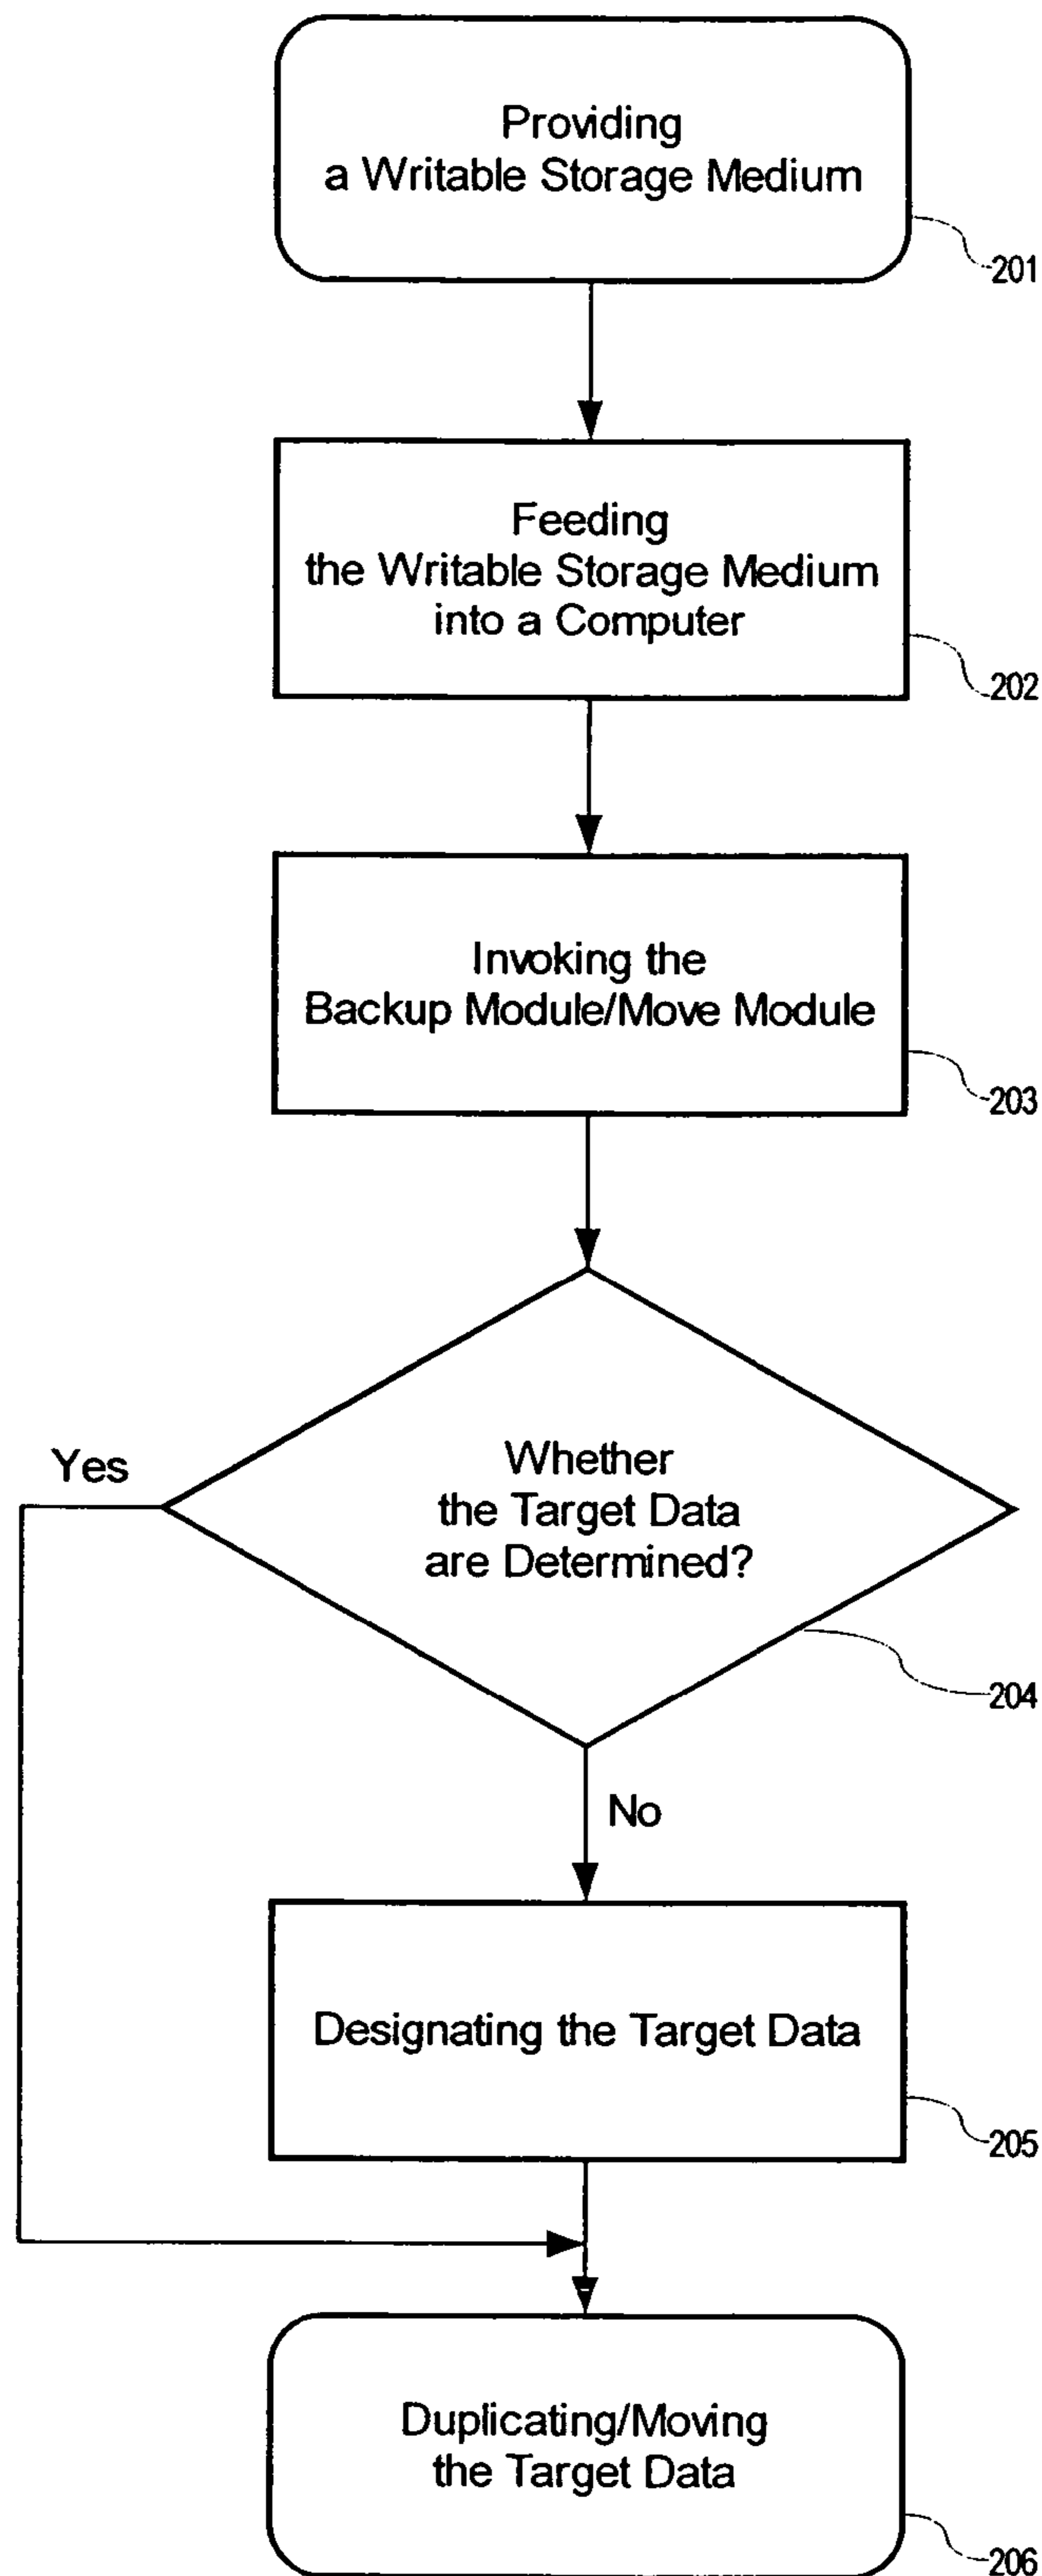 Providing
a Writable Storage Medium
201
Feeding
the Writable Storage Medium
into a Computer
202
Invoking the
Backup Module/Move Module
203
Whether
the Target Data
are Determined?
Yes
204
No
Designating the Target Data
205
Duplicating/Moving
the Target Data
206